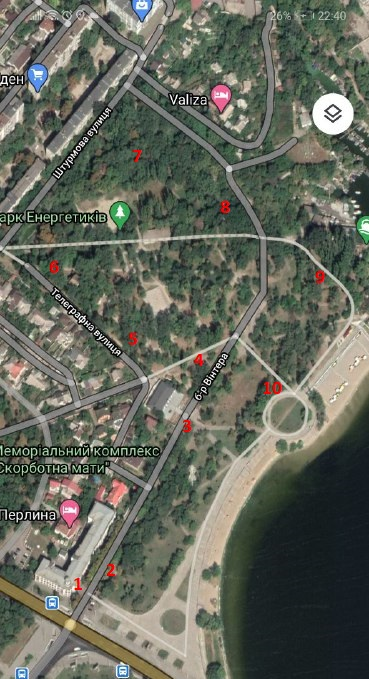 26% 22:40
ден
Valiza
Штурмова вулиця
7
8
арк Енергетиків
6
9
Телеграфна вулиця
5
4
б-р Вінтера
10
3
Меморіальний комплекс
"Скорботна мати"
Перлина
1
2